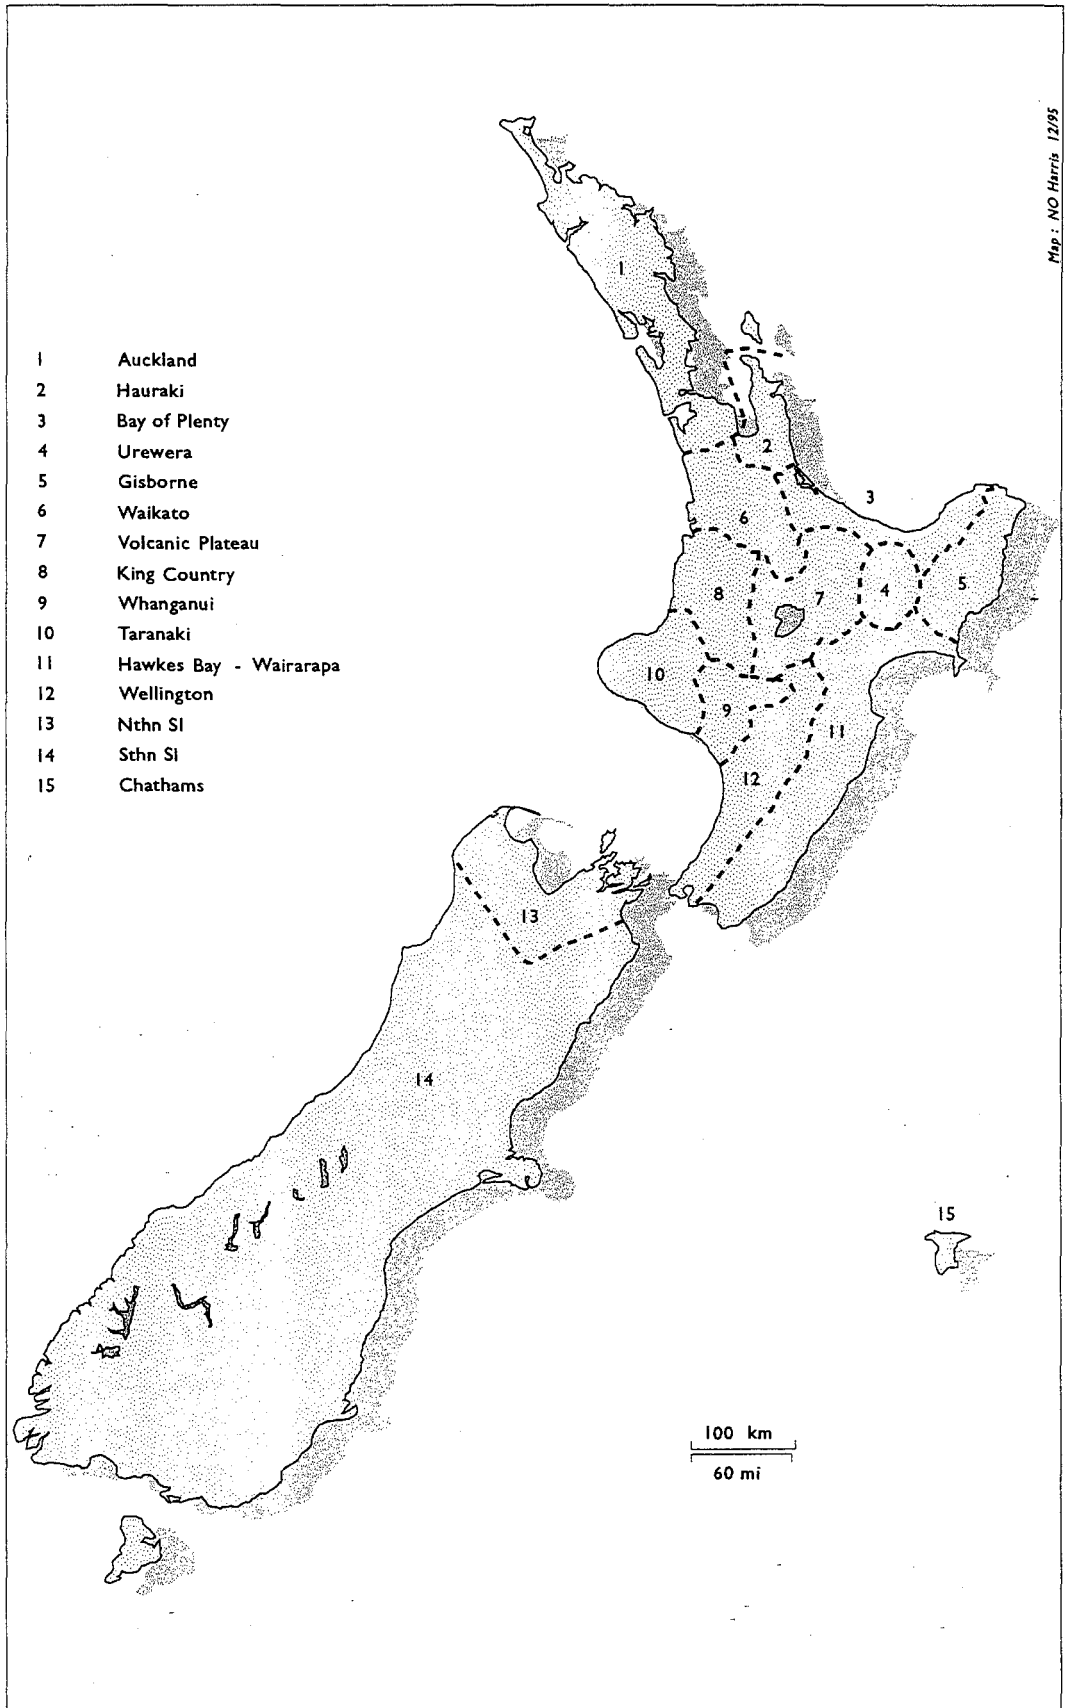 Map : NO Harris 12/95
1 Auckland
2 Hauraki
3 Bay of Plenty
4 Urewera
5 Gisborne
6 Waikato
7 Volcanic Plateau
8 King Country
9 Whanganui
10 Taranaki
11 Hawkes Bay - Wairarapa
12 Wellington
13 Nthn SI
14 Sthn SI
15 Chathams
1
2
3
6
8
7
4
5
10
9
11
12
13
14
15
100 km
60 mi